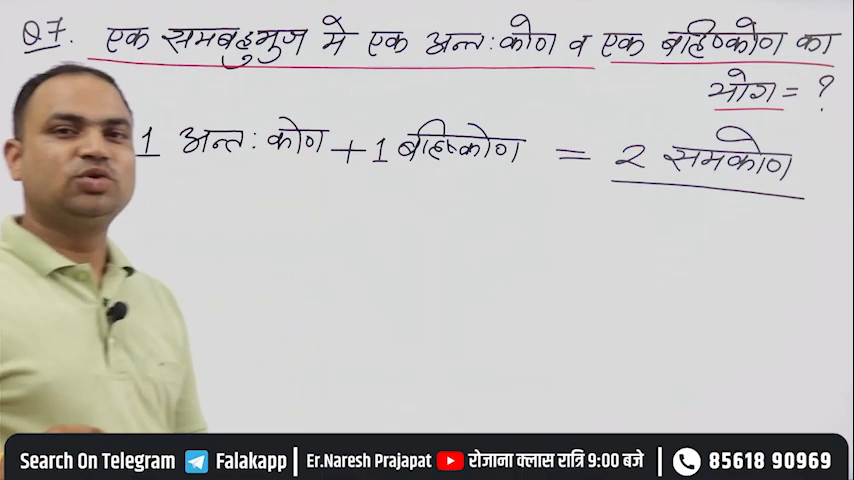 Q7. एक समबहुभुज मे एक अन्त: कोण व एक बहिष्कोण का
योग = ?
1 अन्त: कोण + 1 बहिष्कोण = 2 समकोण
Search On Telegram Falakapp | Er.Naresh Prajapat रोजाना क्लास रात्रि 9:00 बजे | 85618 90969